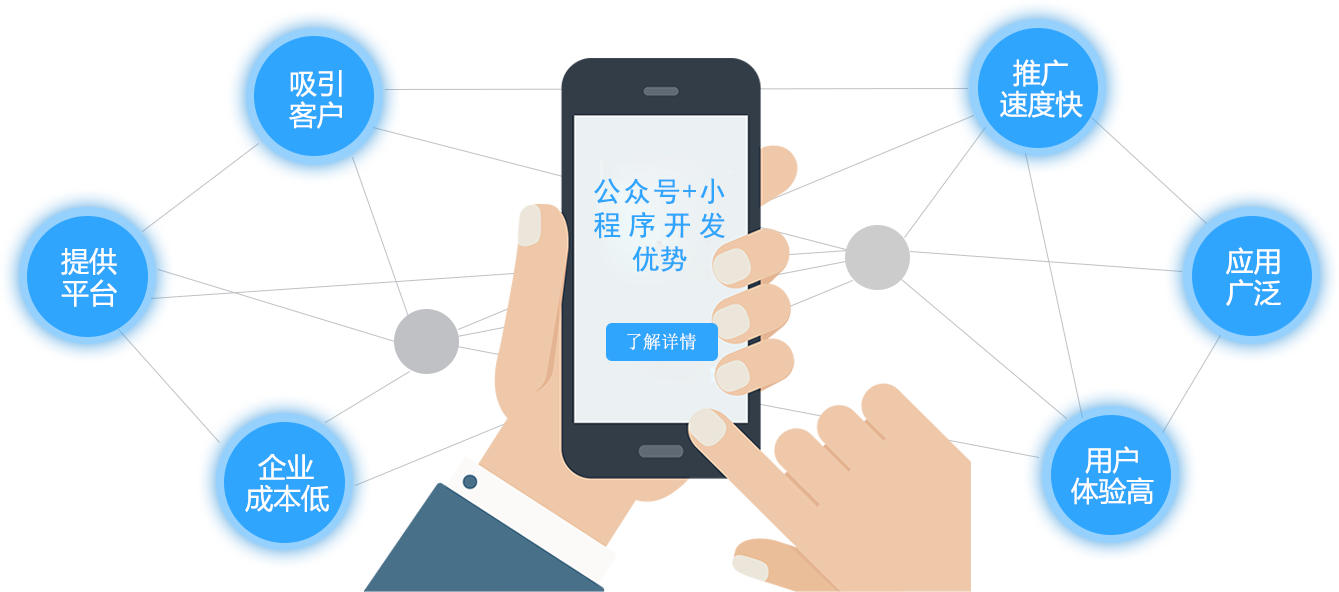 吸引
客户
提供
平台
企业
成本低
公众号+小
程序开发
优势
了解详情
推广
速度快
应用
广泛
用户
体验高